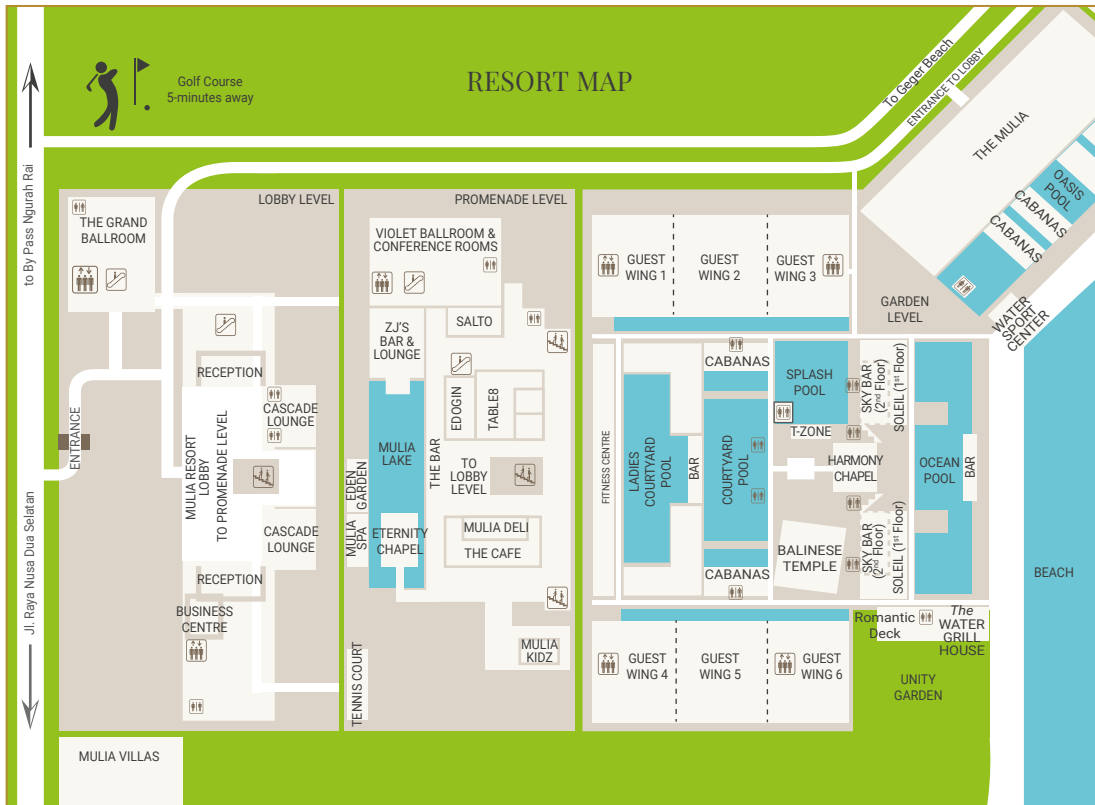 RESORT MAP
Golf Course
5-minutes away
to By Pass Ngurah Rai
Jl. Raya Nusa Dua Selatan
ENTRANCE
To Geger Beach
ENTRANCE TO LOBBY
THE MULIA
OASIS
POOL
CABANAS
CABANAS
WATER
SPORT
CENTER
LOBBY LEVEL
THE GRAND
BALLROOM
RECEPTION
CASCADE
LOUNGE
MULIA RESORT
LOBBY
TO PROMENADE LEVEL
CASCADE
LOUNGE
RECEPTION
BUSINESS
CENTRE
MULIA VILLAS
PROMENADE LEVEL
VIOLET BALLROOM &
CONFERENCE ROOMS
ZJ'S
BAR &
LOUNGE
SALTO
EDOGIN
TABLE8
MULIA
LAKE
THE BAR
TO
LOBBY
LEVEL
EDEN
GARDEN
MULIA
SPA
ETERNITY
CHAPEL
MULIA DELI
THE CAFE
MULIA
KIDZ
TENNIS COURT
GARDEN
LEVEL
GUEST
WING 1
GUEST
WING 2
GUEST
WING 3
CABANAS
SPLASH
POOL
SKY BAR
(2nd Floor)
SOLEIL (1st Floor)
T-ZONE
FITNESS CENTRE
LADIES
COURTYARD
POOL
BAR
COURTYARD
POOL
HARMONY
CHAPEL
OCEAN
POOL
BAR
BALINESE
TEMPLE
SKY BAR
(2nd Floor)
SOLEIL (1st Floor)
CABANAS
BEACH
Romantic
Deck
The
WATER
GRILL
HOUSE
GUEST
WING 4
GUEST
WING 5
GUEST
WING 6
UNITY
GARDEN